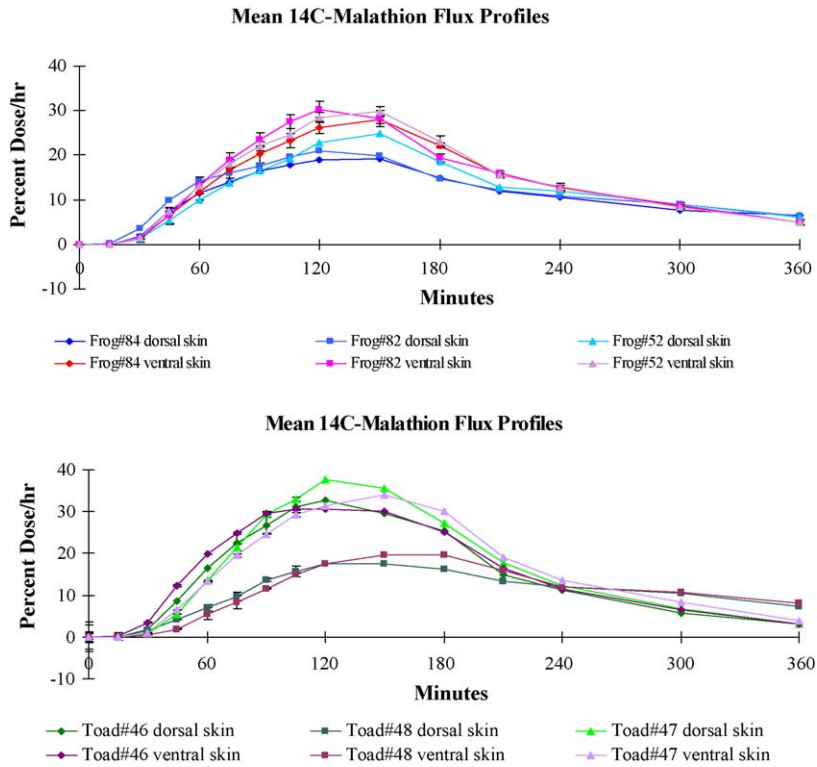 Mean 14C-Malathion Flux Profiles
Percent Dose/hr
40
30
20
10
0
-10
0 60 120 180 240 300 360
Minutes
Frog#84 dorsal skin Frog#82 dorsal skin Frog#52 dorsal skin
Frog#84 ventral skin Frog#82 ventral skin Frog#52 ventral skin
Mean 14C-Malathion Flux Profiles
Percent Dose/hr
40
30
20
10
0
-10
0 60 120 180 240 300 360
Minutes
Toad#46 dorsal skin Toad#48 dorsal skin Toad#47 dorsal skin
Toad#46 ventral skin Toad#48 ventral skin Toad#47 ventral skin